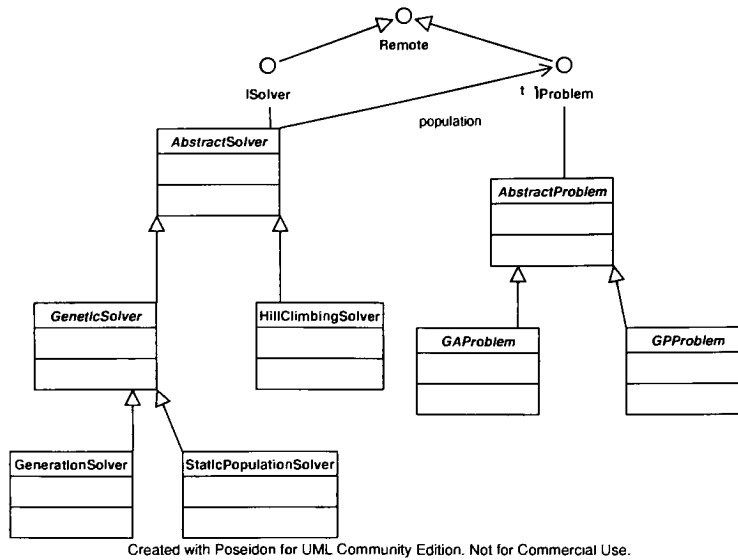 Remote
ISolver
t 1 IProblem
population
AbstractSolver
AbstractProblem
GeneticSolver
HillClimbingSolver
GAProblem
GPProblem
GenerationSolver
StaticPopulationSolver
Created with Poseidon for UML Community Edition. Not for Commercial Use.